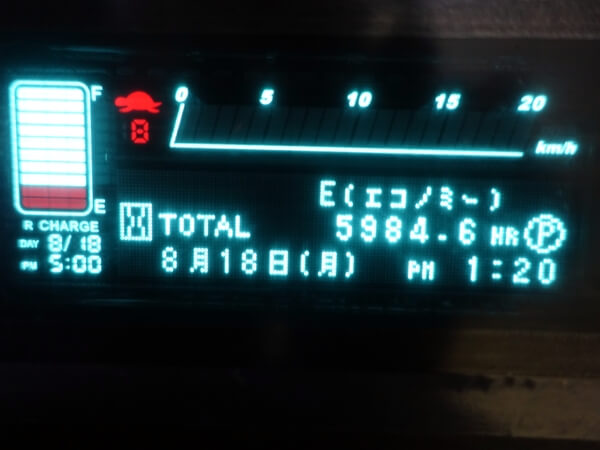 F
E
R CHARGE
DAY 8/18
PM 5:00
8
0 5 10 15 20
km/h
E(エコノミー)
TOTAL 5984.6 HR P
8月18日(月) PM 1:20